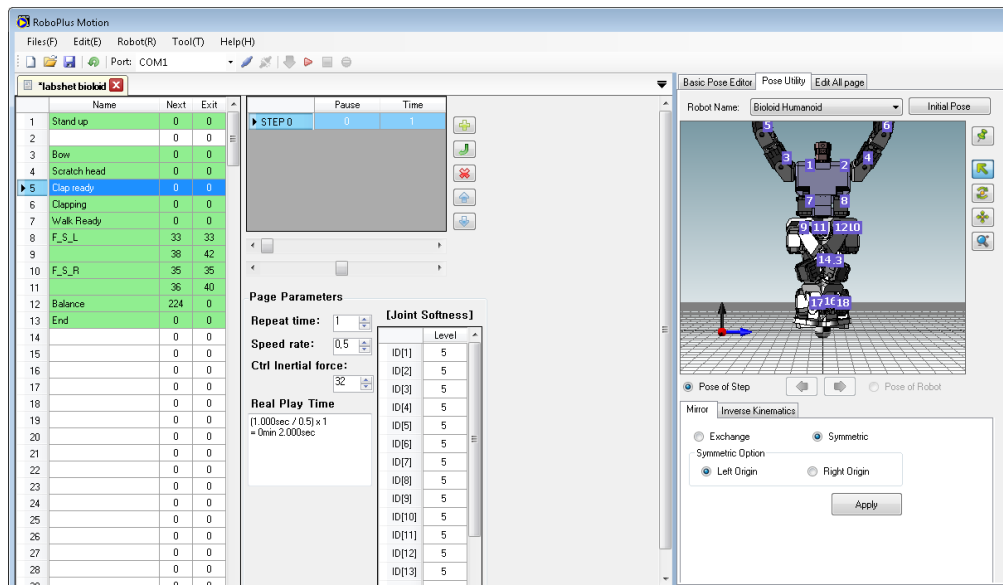 RoboPlus Motion
Files(F) Edit(E) Robot(R) Tool(T) Help(H)
Port: COM1
*labshet bioloid
Name Next Exit
1 Stand up 0 0
2 0 0
3 Bow 0 0
4 Scratch head 0 0
5 Clap ready 0 0
6 Clapping 0 0
7 Walk Ready 0 0
8 F_S_L 33 33
9 38 42
10 F_S_R 35 35
11 36 40
12 Balance 224 0
13 End 0 0
14 0 0
15 0 0
16 0 0
17 0 0
18 0 0
19 0 0
20 0 0
21 0 0
22 0 0
23 0 0
24 0 0
25 0 0
26 0 0
27 0 0
28 0 0
Pause Time
STEP 0 0 1
Page Parameters
Repeat time: 1
Speed rate: 0,5
Ctrl Inertial force:
32
Real Play Time
(1.000sec / 0.5) x 1
= 0min 2.000sec
[Joint Softness]
Level
ID[1] 5
ID[2] 5
ID[3] 5
ID[4] 5
ID[5] 5
ID[6] 5
ID[7] 5
ID[8] 5
ID[9] 5
ID[10] 5
ID[11] 5
ID[12] 5
ID[13] 5
Basic Pose Editor Pose Utility Edit All page
Robot Name: Bioloid Humanoid Initial Pose
5 6
3 1 2 4
7 8
9 11 12 10
14
17 16 18
Pose of Step Pose of Robot
Mirror Inverse Kinematics
Exchange Symmetric
Symmetric Option
Left Origin Right Origin
Apply